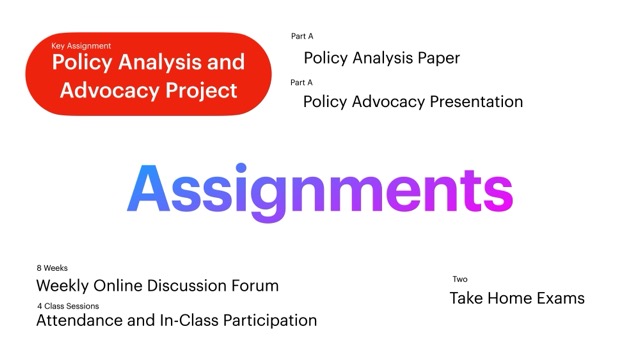 Key Assignment
Policy Analysis and
Advocacy Project
Part A
Policy Analysis Paper
Part A
Policy Advocacy Presentation
Assignments
8 Weeks
Weekly Online Discussion Forum
4 Class Sessions
Attendance and In-Class Participation
Two
Take Home Exams